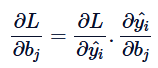 ∂L/∂b_j = ∂L/∂ŷ_i · ∂ŷ_i/∂b_j